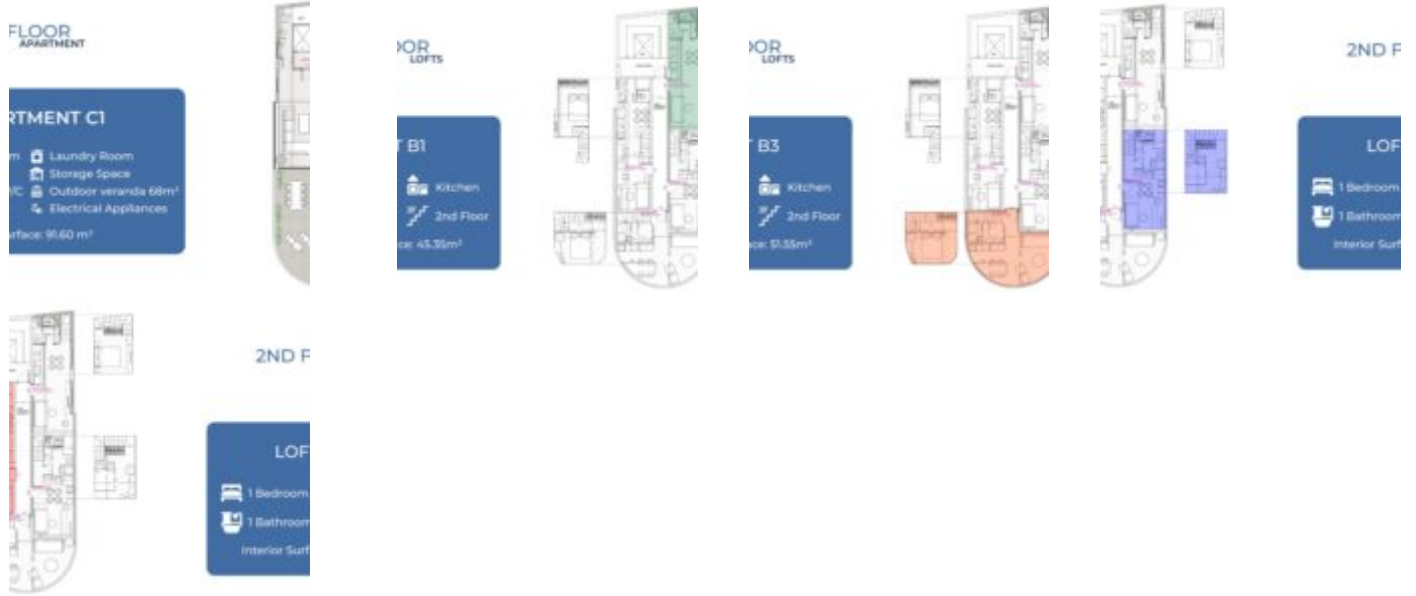 FLOOR
APARTMENT
RTMENT C1
m Laundry Room
Storage Space
/C Outdoor veranda 68m²
Electrical Appliances
rface: 91.60 m²
OOR
LOFTS
T B1
Kitchen
2nd Floor
ce: 45.35m²
OOR
LOFTS
T B3
Kitchen
2nd Floor
ace: 51.55m²
2ND F
LOF
1 Bedroom
1 Bathroom
Interior Surf
2ND F
LOF
1 Bedroom
1 Bathroom
Interior Surf